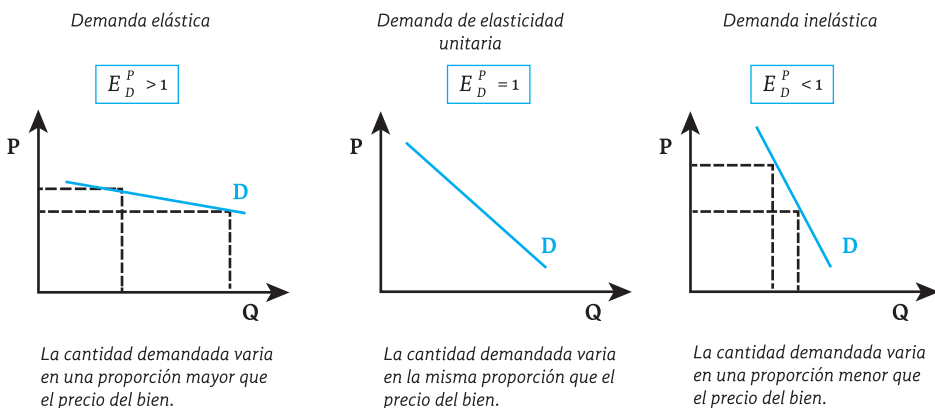 Demanda elástica
E P D > 1
P
D
Q
La cantidad demandada varia
en una proporción mayor que
el precio del bien.
Demanda de elasticidad
unitaria
E P D = 1
P
D
Q
La cantidad demandada varia
en la misma proporción que el
precio del bien.
Demanda inelástica
E P D < 1
P
D
Q
La cantidad demandada varia
en una proporción menor que
el precio del bien.